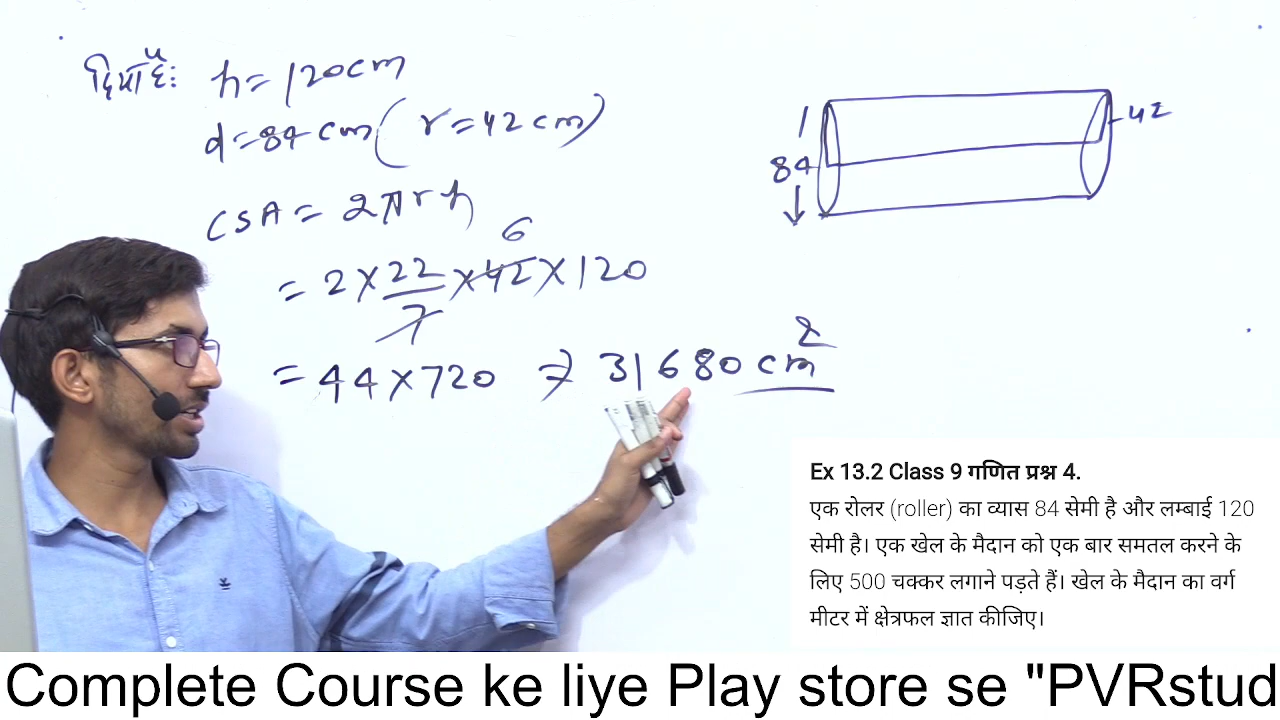 दिया है:
h = 120cm
d = 84 cm ( r = 42 cm )
CSA = 2πrh
= 2 × 22/7 × 42 × 120
6
= 44 × 720 ⇒ 31680 cm²
84
42
Ex 13.2 Class 9 गणित प्रश्न 4.
एक रोलर (roller) का व्यास 84 सेमी है और लम्बाई 120
सेमी है। एक खेल के मैदान को एक बार समतल करने के
लिए 500 चक्कर लगाने पड़ते हैं। खेल के मैदान का वर्ग
मीटर में क्षेत्रफल ज्ञात कीजिए।
Complete Course ke liye Play store se "PVRstud